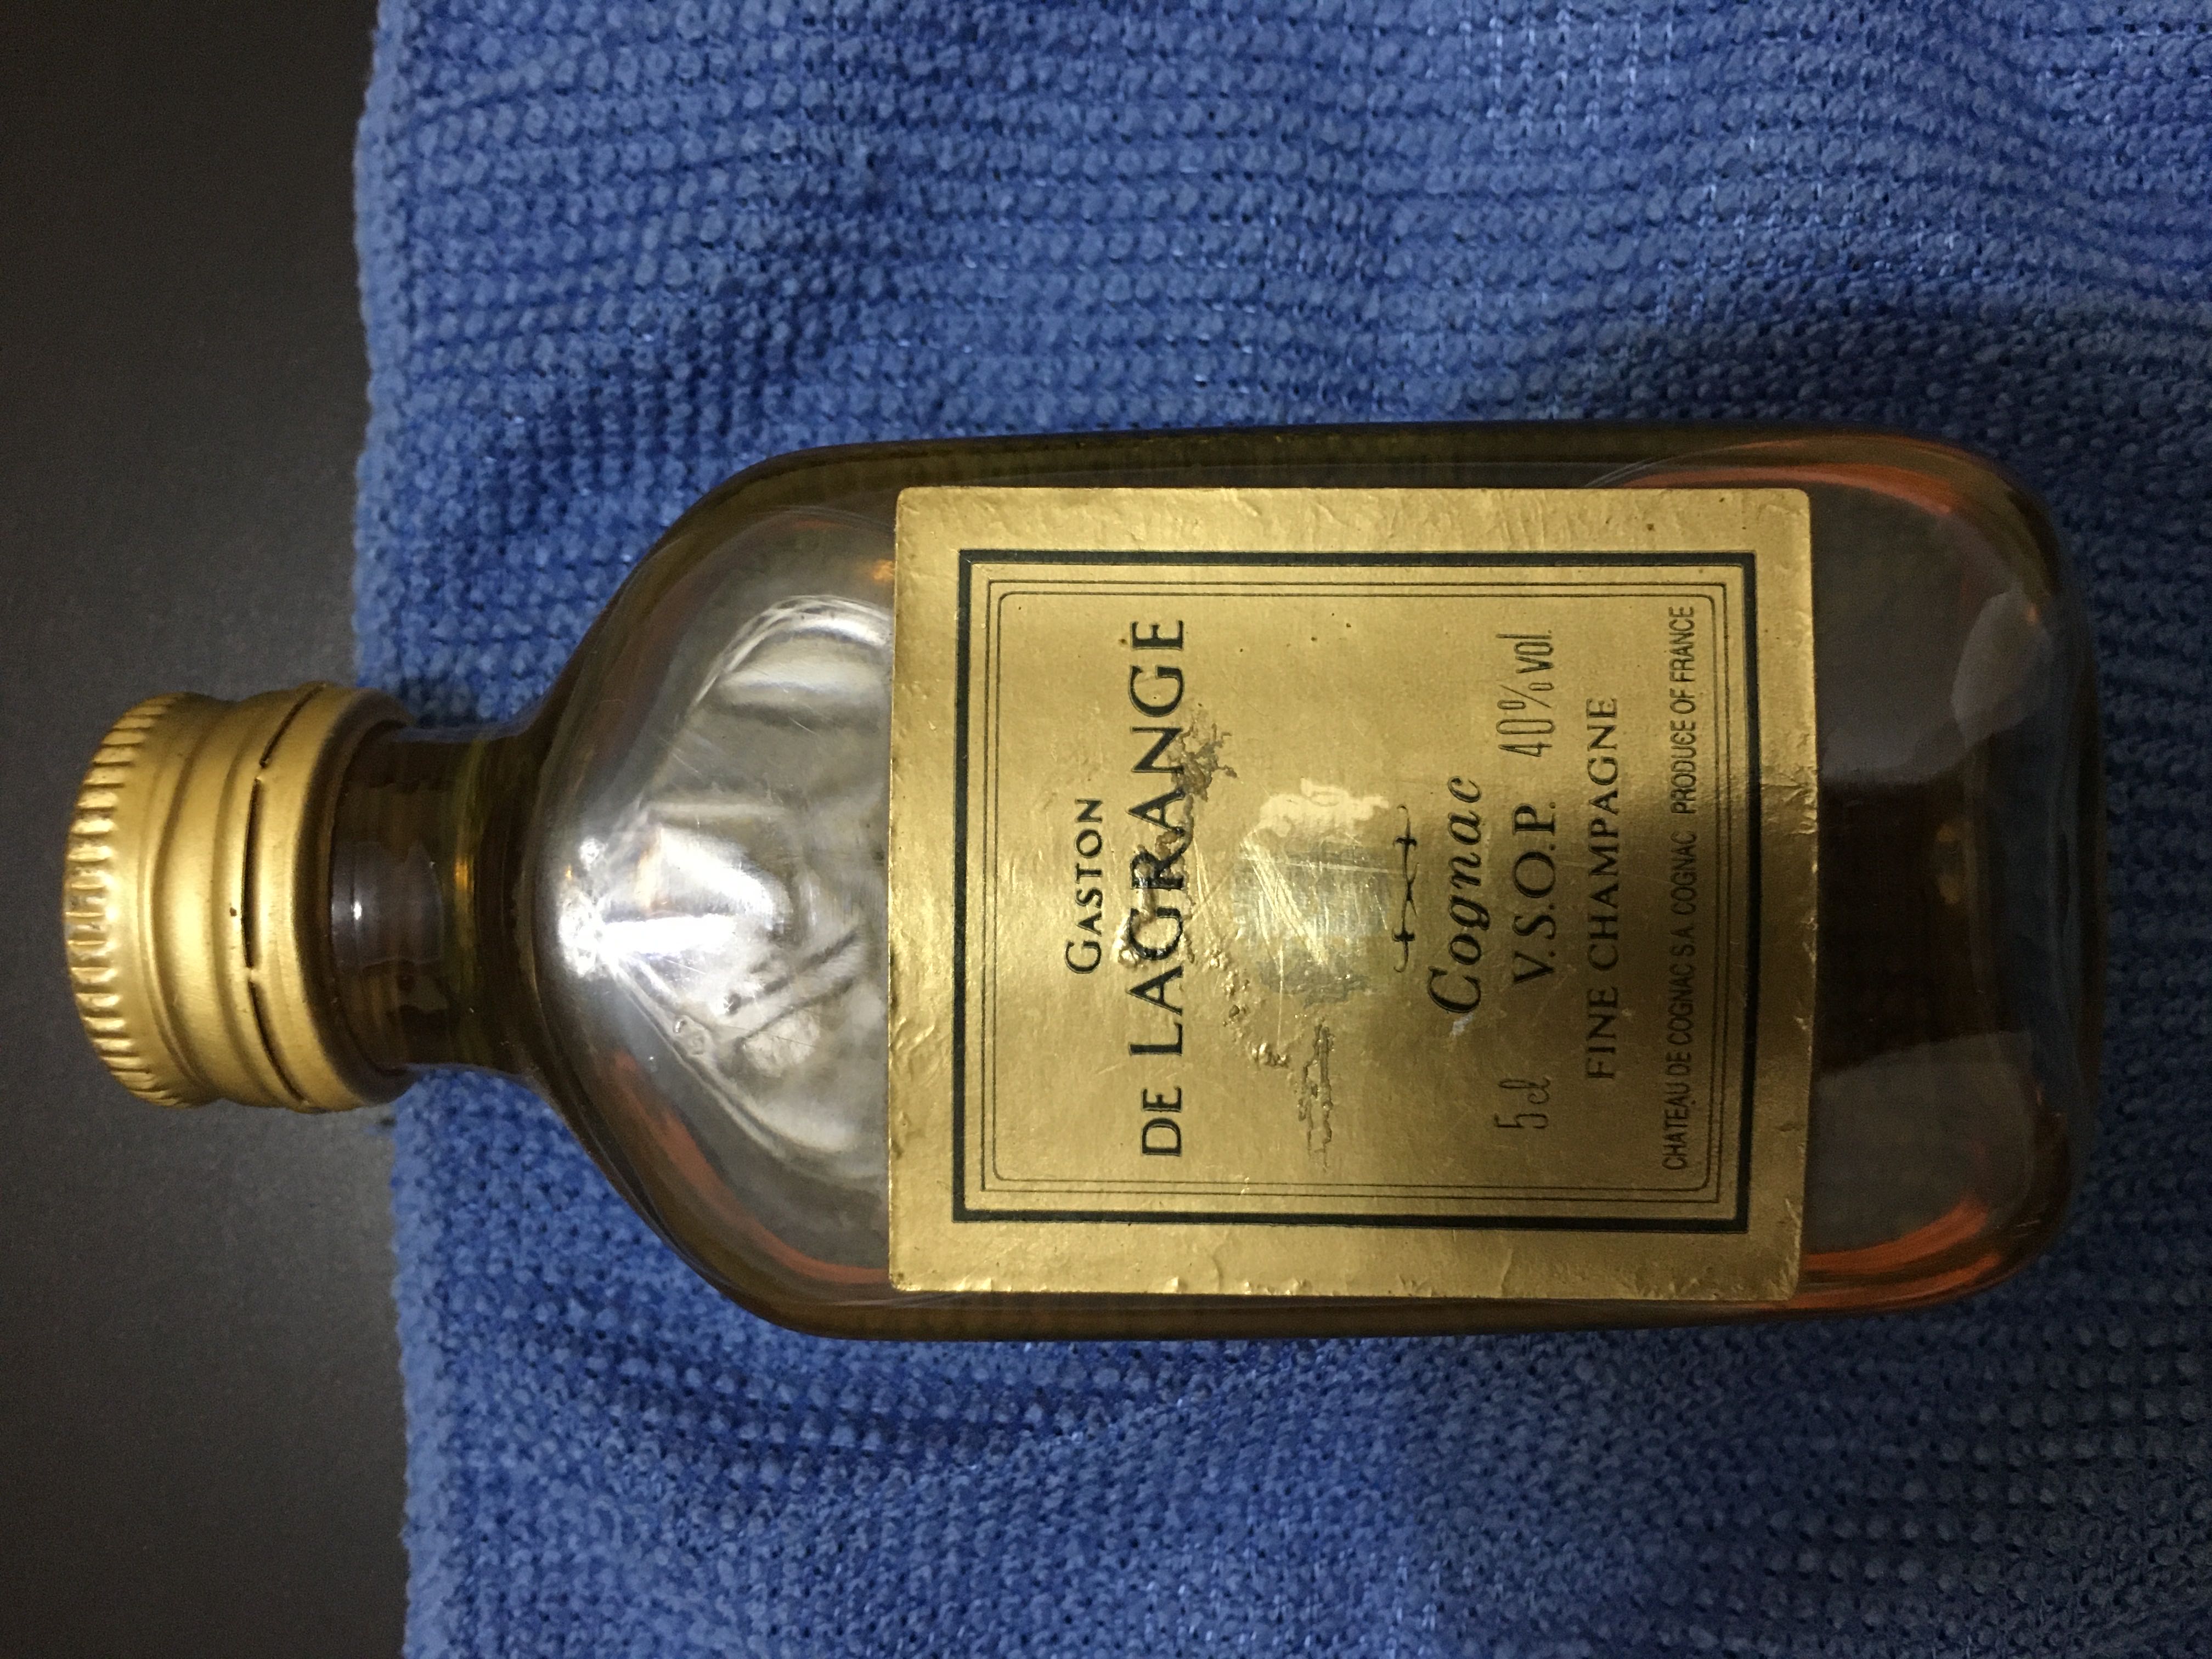 GASTON
DE LAGRANGE
Cognac
5 cl V.S.O.P. 40% vol.
FINE CHAMPAGNE
CHATEAU DE COGNAC S.A. COGNAC PRODUCE OF FRANCE